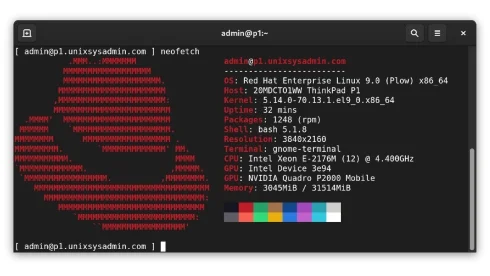 admin@p1:~
[ admin@p1.unixsysadmin.com ] neofetch
admin@p1.unixsysadmin.com
---------------------------
OS: Red Hat Enterprise Linux 9.0 (Plow) x86_64
Host: 20MDCTO1WW ThinkPad P1
Kernel: 5.14.0-70.13.1.el9_0.x86_64
Uptime: 32 mins
Packages: 1248 (rpm)
Shell: bash 5.1.8
Resolution: 3840x2160
Terminal: gnome-terminal
CPU: Intel Xeon E-2176M (12) @ 4.400GHz
GPU: Intel Device 3e94
GPU: NVIDIA Quadro P2000 Mobile
Memory: 3045MiB / 31514MiB
[ admin@p1.unixsysadmin.com ]